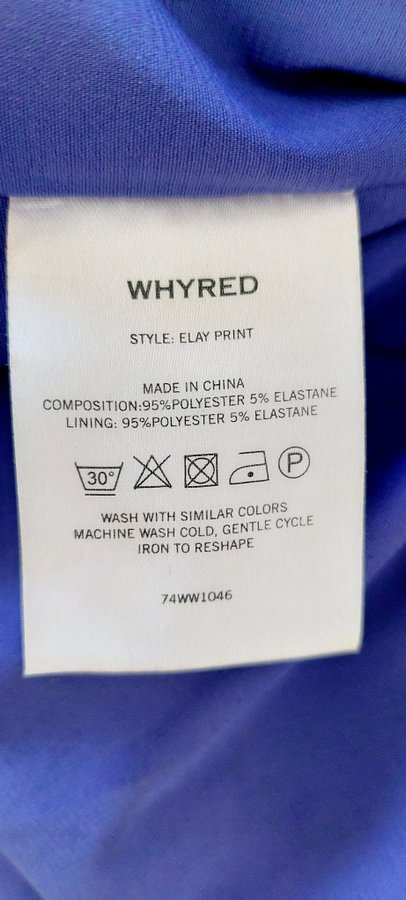 WHYRED
STYLE: ELAY PRINT
MADE IN CHINA
COMPOSITION:95%POLYESTER 5% ELASTANE
LINING: 95%POLYESTER 5% ELASTANE
30° P
WASH WITH SIMILAR COLORS
MACHINE WASH COLD, GENTLE CYCLE
IRON TO RESHAPE
74WW1046